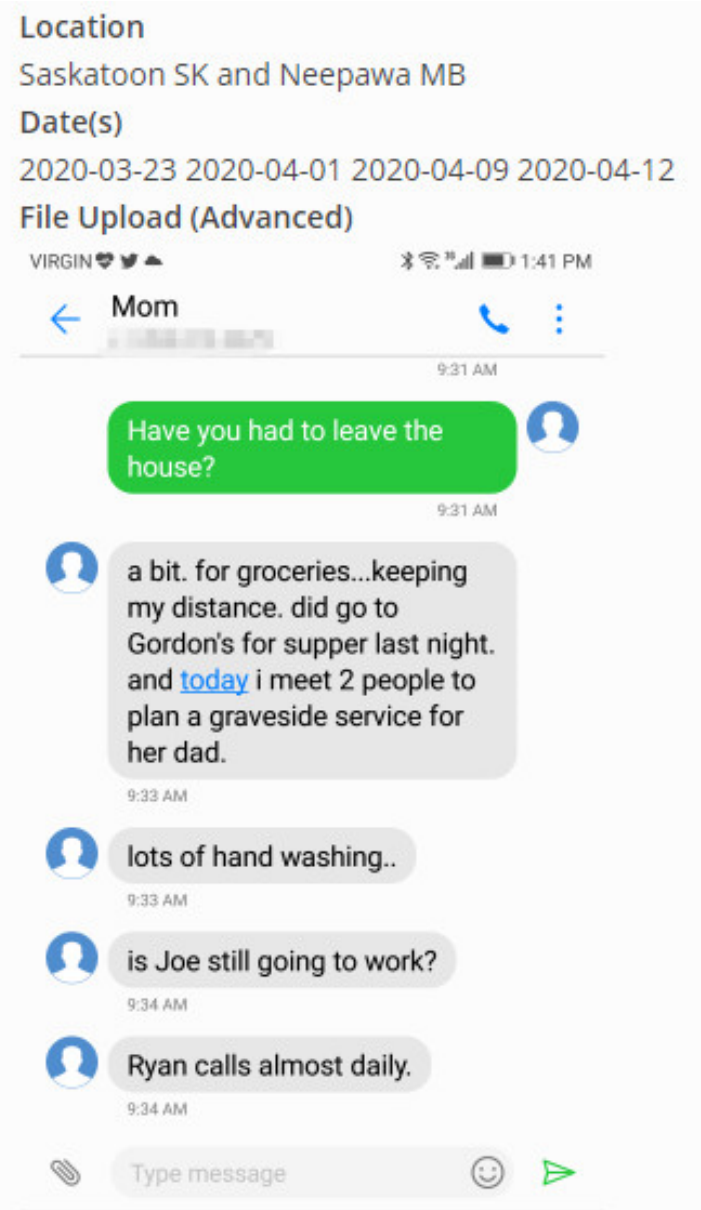 Location
Saskatoon SK and Neepawa MB
Date(s)
2020-03-23 2020-04-01 2020-04-09 2020-04-12
File Upload (Advanced)
VIRGIN 1:41 PM
Mom
9:31 AM
Have you had to leave the
house?
9:31 AM
a bit. for groceries...keeping
my distance. did go to
Gordon's for supper last night.
and today i meet 2 people to
plan a graveside service for
her dad.
9:33 AM
lots of hand washing..
9:33 AM
is Joe still going to work?
9:34 AM
Ryan calls almost daily.
9:34 AM
Type message